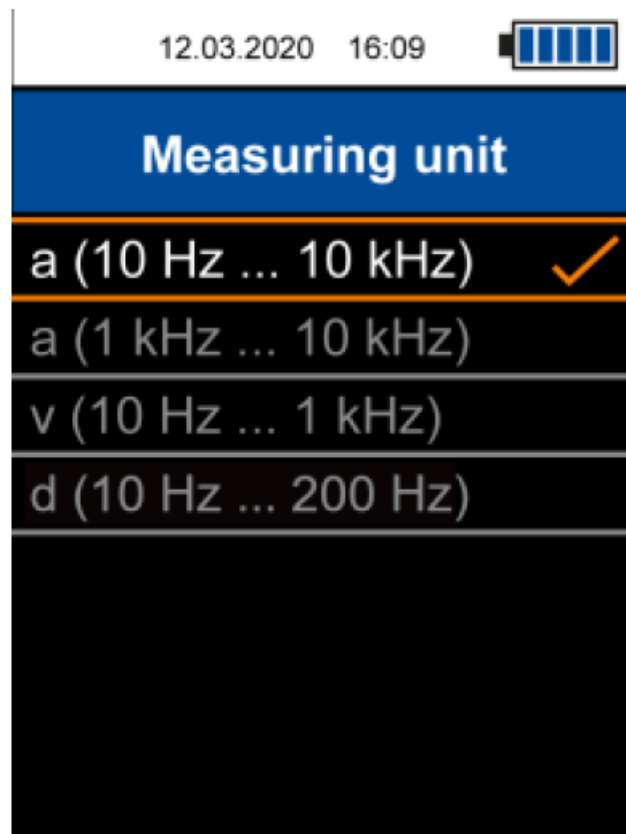 12.03.2020 16:09
Measuring unit
a (10 Hz ... 10 kHz)
a (1 kHz ... 10 kHz)
v (10 Hz ... 1 kHz)
d (10 Hz ... 200 Hz)